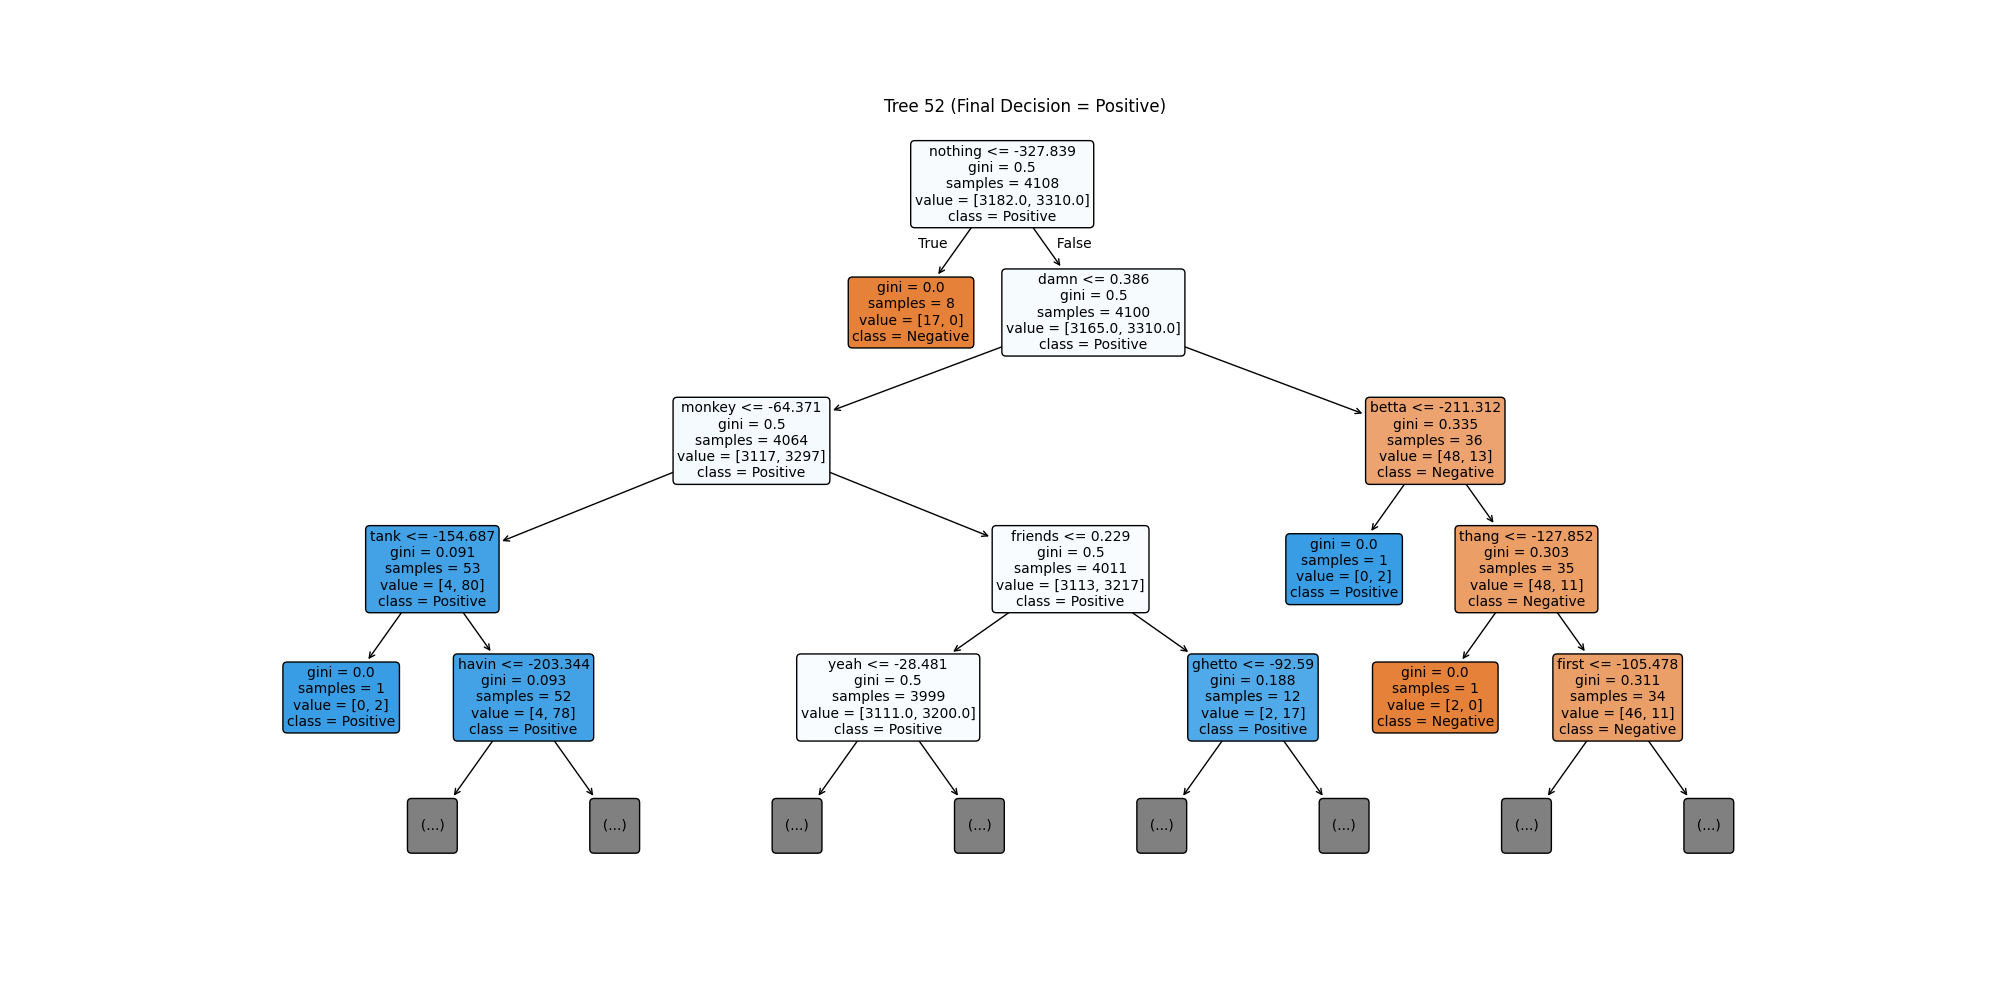 Tree 52 (Final Decision = Positive)
nothing <= -327.839
gini = 0.5
samples = 4108
value = [3182.0, 3310.0]
class = Positive
True
False
gini = 0.0
samples = 8
value = [17, 0]
class = Negative
damn <= 0.386
gini = 0.5
samples = 4100
value = [3165.0, 3310.0]
class = Positive
monkey <= -64.371
gini = 0.5
samples = 4064
value = [3117, 3297]
class = Positive
betta <= -211.312
gini = 0.335
samples = 36
value = [48, 13]
class = Negative
tank <= -154.687
gini = 0.091
samples = 53
value = [4, 80]
class = Positive
friends <= 0.229
gini = 0.5
samples = 4011
value = [3113, 3217]
class = Positive
gini = 0.0
samples = 1
value = [0, 2]
class = Positive
thang <= -127.852
gini = 0.303
samples = 35
value = [48, 11]
class = Negative
gini = 0.0
samples = 1
value = [0, 2]
class = Positive
havin <= -203.344
gini = 0.093
samples = 52
value = [4, 78]
class = Positive
yeah <= -28.481
gini = 0.5
samples = 3999
value = [3111.0, 3200.0]
class = Positive
ghetto <= -92.59
gini = 0.188
samples = 12
value = [2, 17]
class = Positive
gini = 0.0
samples = 1
value = [2, 0]
class = Negative
first <= -105.478
gini = 0.311
samples = 34
value = [46, 11]
class = Negative
(...)
(...)
(...)
(...)
(...)
(...)
(...)
(...)